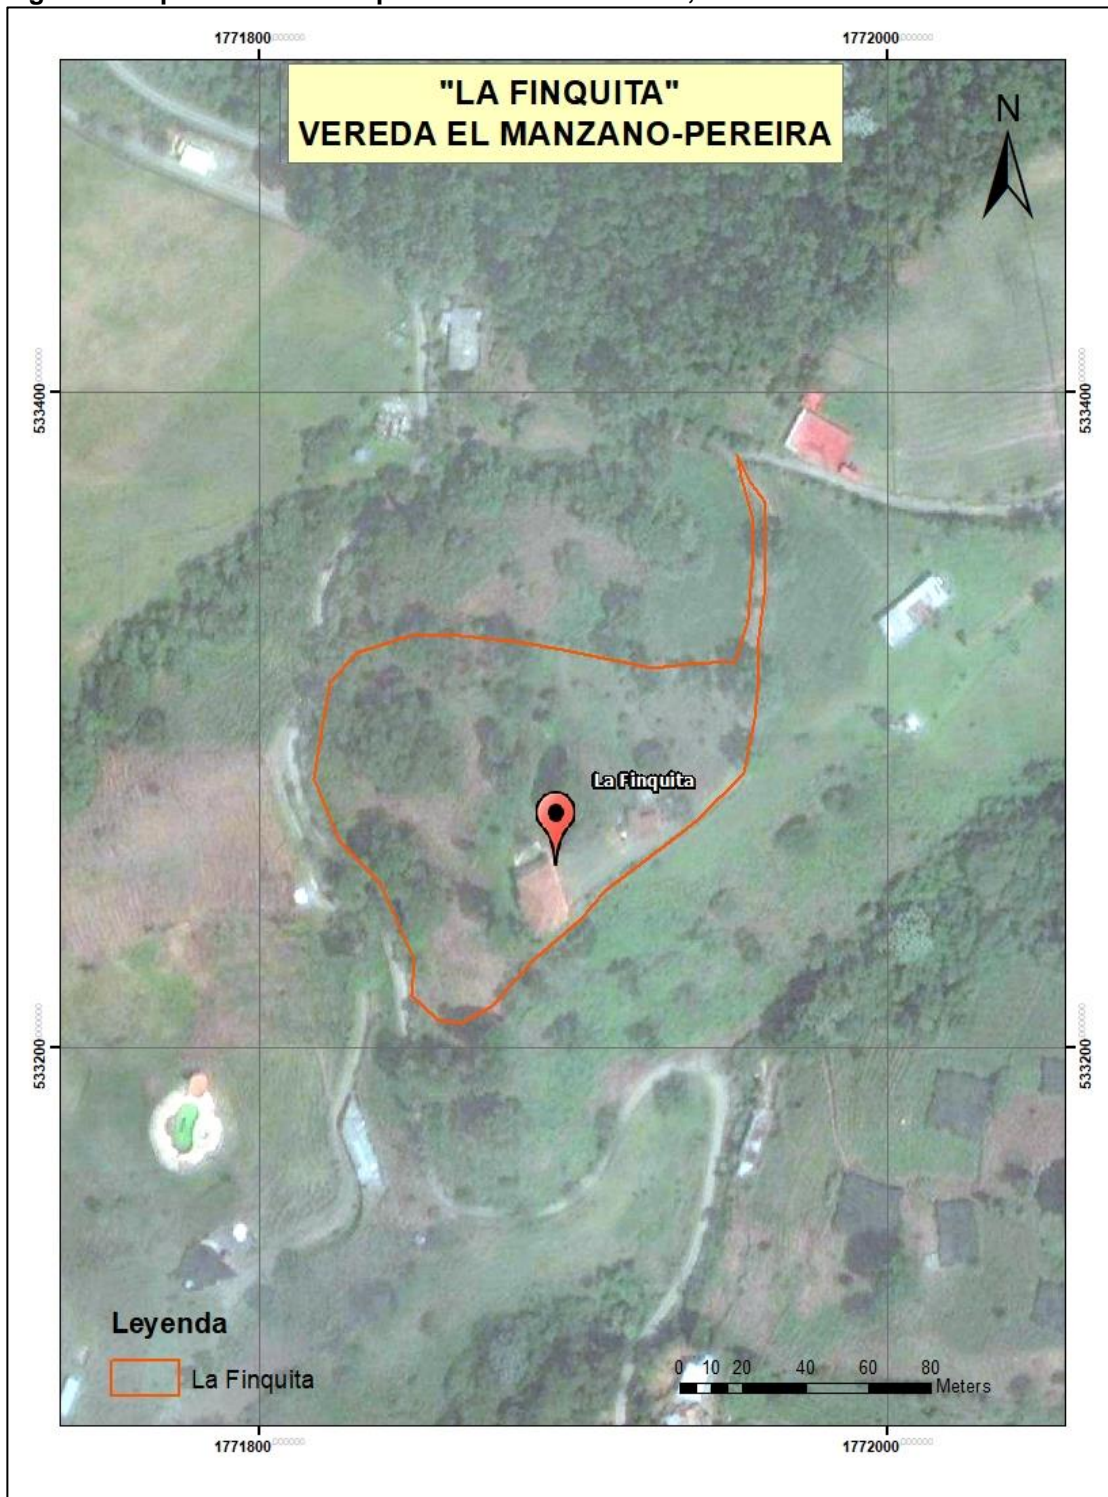 1771800 1772000
"LA FINQUITA"
VEREDA EL MANZANO-PEREIRA
N
533400 533400
La Finquita
533200 533200
Leyenda
La Finquita
0 10 20 40 60 80
Meters
1771800 1772000